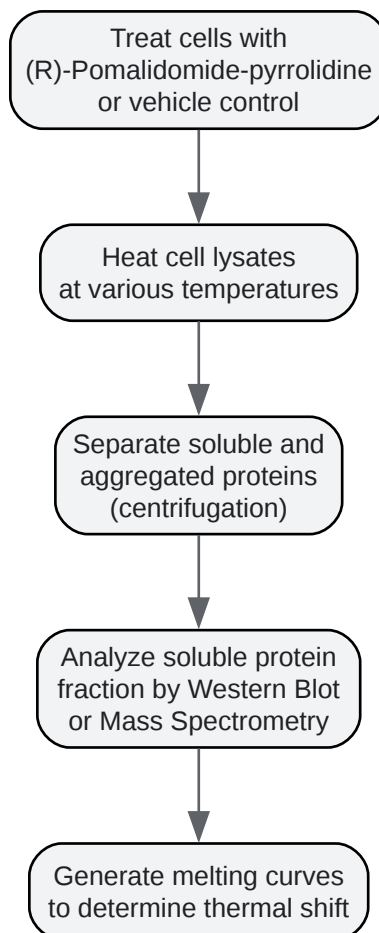 Treat cells with
(R)-Pomalidomide-pyrrolidine
or vehicle control
Heat cell lysates
at various temperatures
Separate soluble and
aggregated proteins
(centrifugation)
Analyze soluble protein
fraction by Western Blot
or Mass Spectrometry
Generate melting curves
to determine thermal shift